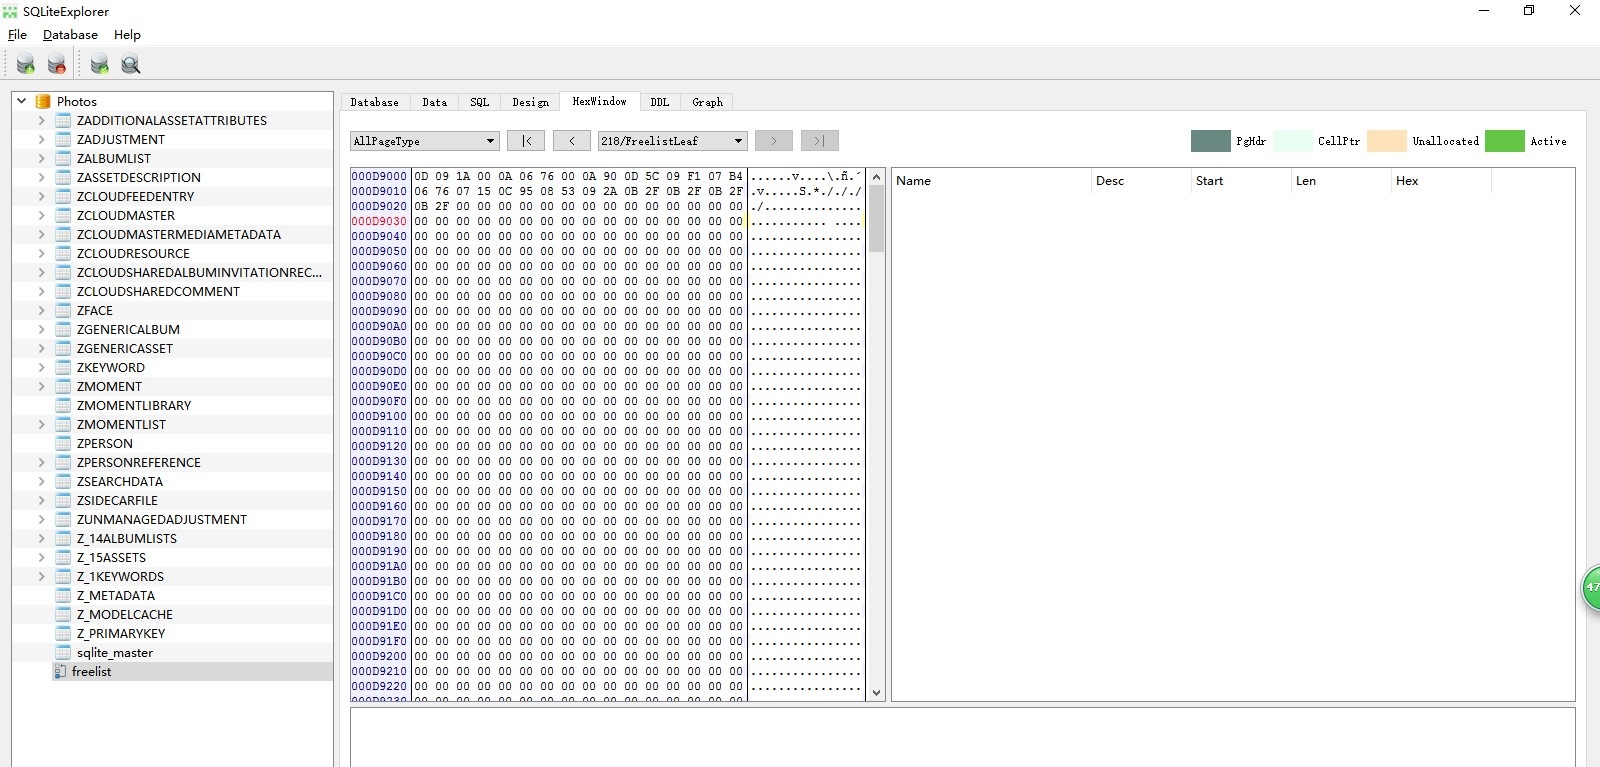 SQLiteExplorer
File Database Help
Photos
ZADDITIONALASSETATTRIBUTES
ZADJUSTMENT
ZALBUMLIST
ZASSETDESCRIPTION
ZCLOUDFEEDENTRY
ZCLOUDMASTER
ZCLOUDMASTERMEDIAMETADATA
ZCLOUDRESOURCE
ZCLOUDSHAREDALBUMINVITATIONREC...
ZCLOUDSHAREDCOMMENT
ZFACE
ZGENERICALBUM
ZGENERICASSET
ZKEYWORD
ZMOMENT
ZMOMENTLIBRARY
ZMOMENTLIST
ZPERSON
ZPERSONREFERENCE
ZSEARCHDATA
ZSIDECARFILE
ZUNMANAGEDADJUSTMENT
Z_14ALBUMLISTS
Z_15ASSETS
Z_1KEYWORDS
Z_METADATA
Z_MODELCACHE
Z_PRIMARYKEY
sqlite_master
freelist
Database Data SQL Design HexWindow DDL Graph
AllPageType |< < 218/FreelistLeaf > >| PgHdr CellPtr Unallocated Active
000D9000 0D 09 1A 00 0A 06 76 00 0A 90 0D 5C 09 F1 07 B4 ......v....\.ñ.´
000D9010 06 76 07 15 0C 95 08 53 09 2A 0B 2F 0B 2F 0B 2F .v.....S.*./././
000D9020 0B 2F 00 00 00 00 00 00 00 00 00 00 00 00 00 00 ./..............
000D9030 00 00 00 00 00 00 00 00 00 00 00 00 00 00 00 00 ........... ....
000D9040 00 00 00 00 00 00 00 00 00 00 00 00 00 00 00 00 ................
000D9050 00 00 00 00 00 00 00 00 00 00 00 00 00 00 00 00 ................
000D9060 00 00 00 00 00 00 00 00 00 00 00 00 00 00 00 00 ................
000D9070 00 00 00 00 00 00 00 00 00 00 00 00 00 00 00 00 ................
000D9080 00 00 00 00 00 00 00 00 00 00 00 00 00 00 00 00 ................
000D9090 00 00 00 00 00 00 00 00 00 00 00 00 00 00 00 00 ................
000D90A0 00 00 00 00 00 00 00 00 00 00 00 00 00 00 00 00 ................
000D90B0 00 00 00 00 00 00 00 00 00 00 00 00 00 00 00 00 ................
000D90C0 00 00 00 00 00 00 00 00 00 00 00 00 00 00 00 00 ................
000D90D0 00 00 00 00 00 00 00 00 00 00 00 00 00 00 00 00 ................
000D90E0 00 00 00 00 00 00 00 00 00 00 00 00 00 00 00 00 ................
000D90F0 00 00 00 00 00 00 00 00 00 00 00 00 00 00 00 00 ................
000D9100 00 00 00 00 00 00 00 00 00 00 00 00 00 00 00 00 ................
000D9110 00 00 00 00 00 00 00 00 00 00 00 00 00 00 00 00 ................
000D9120 00 00 00 00 00 00 00 00 00 00 00 00 00 00 00 00 ................
000D9130 00 00 00 00 00 00 00 00 00 00 00 00 00 00 00 00 ................
000D9140 00 00 00 00 00 00 00 00 00 00 00 00 00 00 00 00 ................
000D9150 00 00 00 00 00 00 00 00 00 00 00 00 00 00 00 00 ................
000D9160 00 00 00 00 00 00 00 00 00 00 00 00 00 00 00 00 ................
000D9170 00 00 00 00 00 00 00 00 00 00 00 00 00 00 00 00 ................
000D9180 00 00 00 00 00 00 00 00 00 00 00 00 00 00 00 00 ................
000D9190 00 00 00 00 00 00 00 00 00 00 00 00 00 00 00 00 ................
000D91A0 00 00 00 00 00 00 00 00 00 00 00 00 00 00 00 00 ................
000D91B0 00 00 00 00 00 00 00 00 00 00 00 00 00 00 00 00 ................
000D91C0 00 00 00 00 00 00 00 00 00 00 00 00 00 00 00 00 ................
000D91D0 00 00 00 00 00 00 00 00 00 00 00 00 00 00 00 00 ................
000D91E0 00 00 00 00 00 00 00 00 00 00 00 00 00 00 00 00 ................
000D91F0 00 00 00 00 00 00 00 00 00 00 00 00 00 00 00 00 ................
000D9200 00 00 00 00 00 00 00 00 00 00 00 00 00 00 00 00 ................
000D9210 00 00 00 00 00 00 00 00 00 00 00 00 00 00 00 00 ................
000D9220 00 00 00 00 00 00 00 00 00 00 00 00 00 00 00 00 ................
000D9230 00 00 00 00 00 00 00 00 00 00 00 00 00 00 00 00
Name Desc Start Len Hex
47